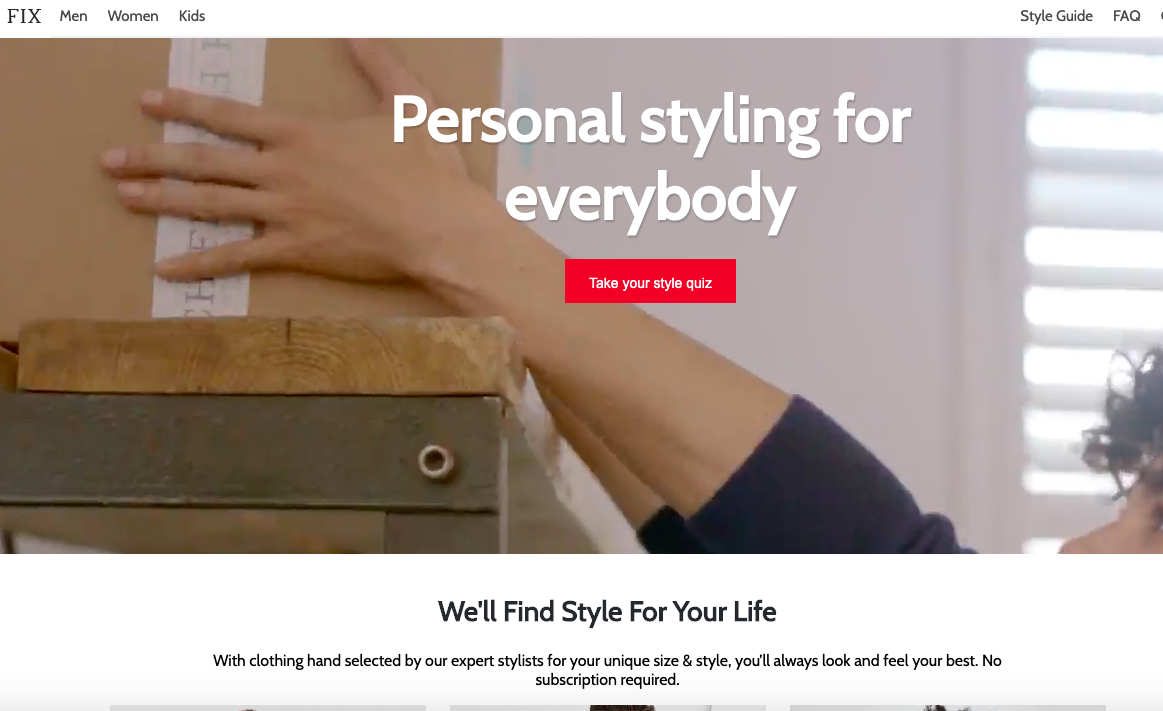 FIX Men Women Kids Style Guide FAQ
Personal styling for
everybody
Take your style quiz
We'll Find Style For Your Life
With clothing hand selected by our expert stylists for your unique size & style, you'll always look and feel your best. No
subscription required.